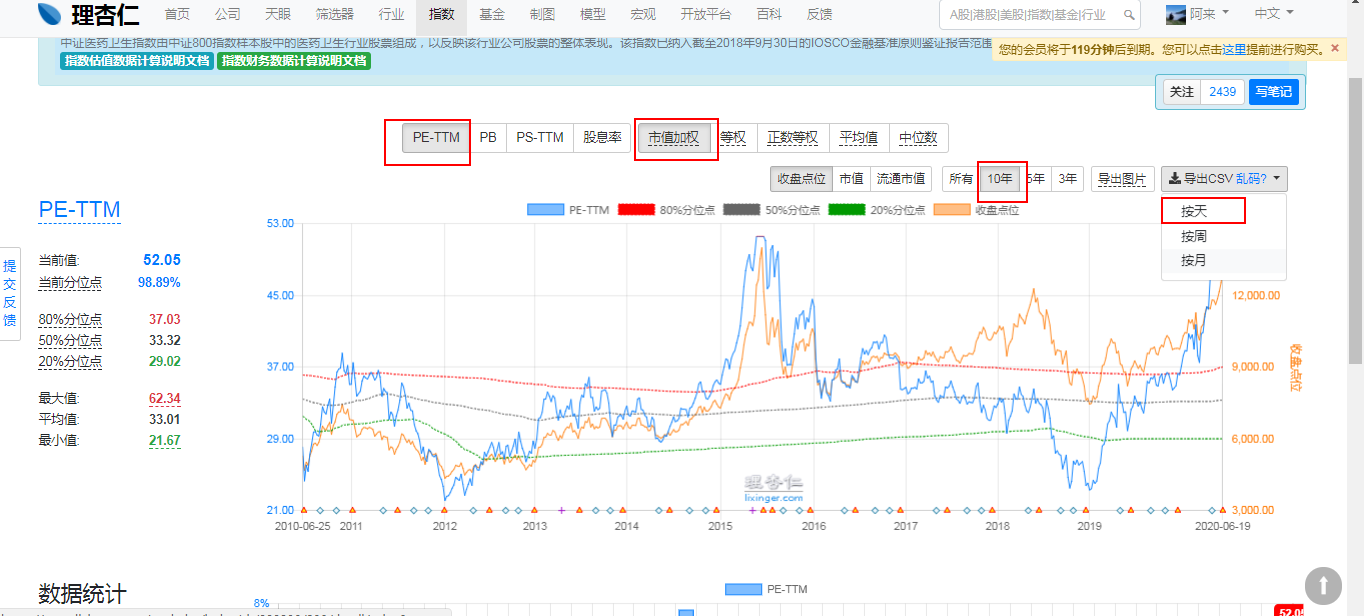 理杏仁 首页 公司 天眼 筛选器 行业 指数 基金 制图 模型 宏观 开放平台 百科 反馈 A股|港股|美股|指数|基金|行业 阿来 中文
中证医药卫生指数由中证800指数样本股中的医药卫生行业股票组成，以反映该行业公司股票的整体表现。该指数已纳入截至2018年9月30日的IOSCO金融基准原则鉴证报告范围
您的会员将于119分钟后到期。您可以点击这里提前进行购买。 ×
指数估值数据计算说明文档 指数财务数据计算说明文档
关注 2439 写笔记
PE-TTM PB PS-TTM 股息率 市值加权 等权 正数等权 平均值 中位数
收盘点位 市值 流通市值 所有 10年 5年 3年 导出图片 导出CSV 乱码?
按天
按周
按月
PE-TTM
当前值: 52.05
当前分位点 98.89%
80%分位点 37.03
50%分位点 33.32
20%分位点 29.02
最大值: 62.34
平均值: 33.01
最小值: 21.67
提交反馈
PE-TTM 80%分位点 50%分位点 20%分位点 收盘点位
53.00
45.00
37.00
29.00
21.00
12,000.00
9,000.00
6,000.00
3,000.00
收盘点位
理杏仁
lixinger.com
2010-06-25 2011 2012 2013 2014 2015 2016 2017 2018 2019 2020-06-19
数据统计
PE-TTM
8%
52.05